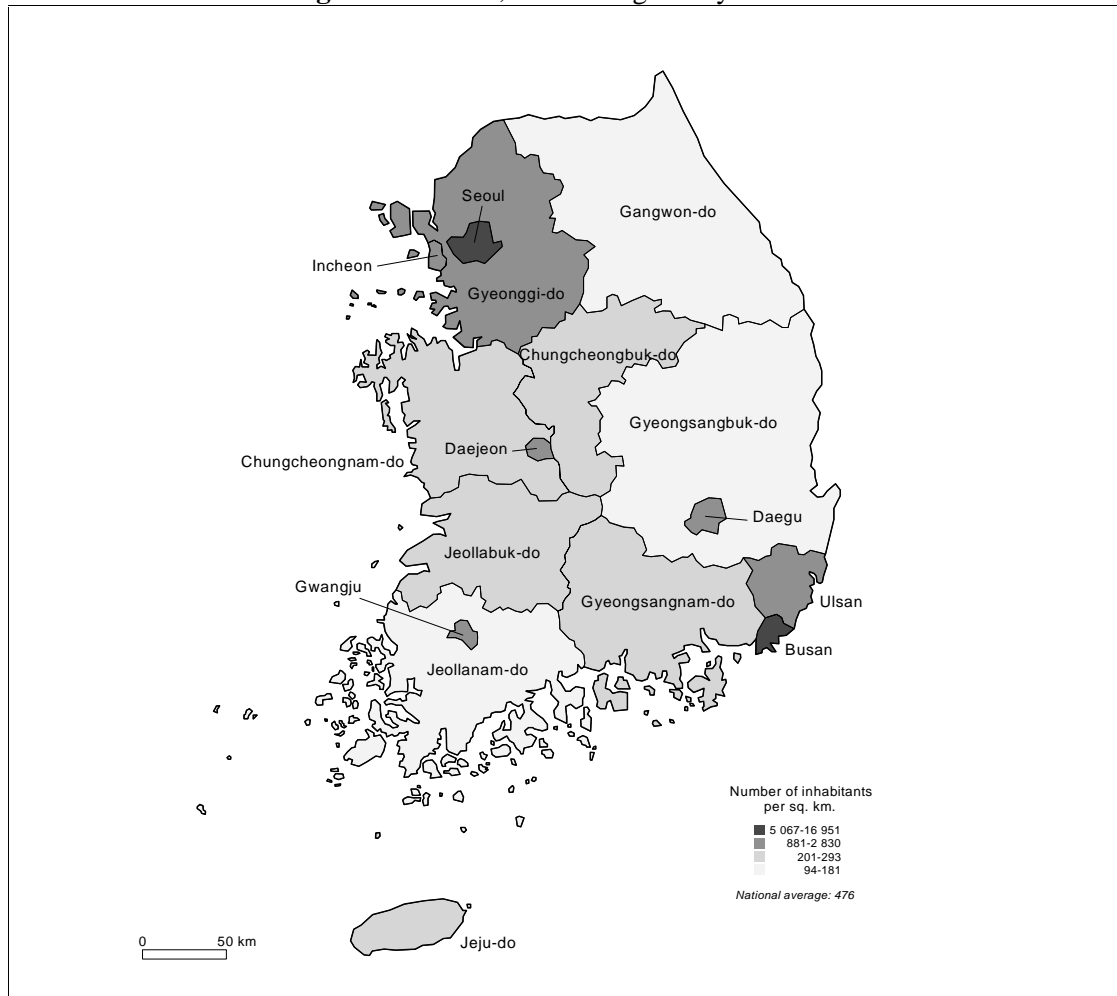 Seoul
Gangwon-do
Incheon
Gyeonggi-do
Chungcheongbuk-do
Gyeongsangbuk-do
Daejeon
Chungcheongnam-do
Daegu
Jeollabuk-do
Gwangju
Gyeongsangnam-do
Ulsan
Busan
Jeollanam-do
Number of inhabitants
per sq. km.
5 067-16 951
881-2 830
201-293
94-181
National average: 476
0 50 km
Jeju-do